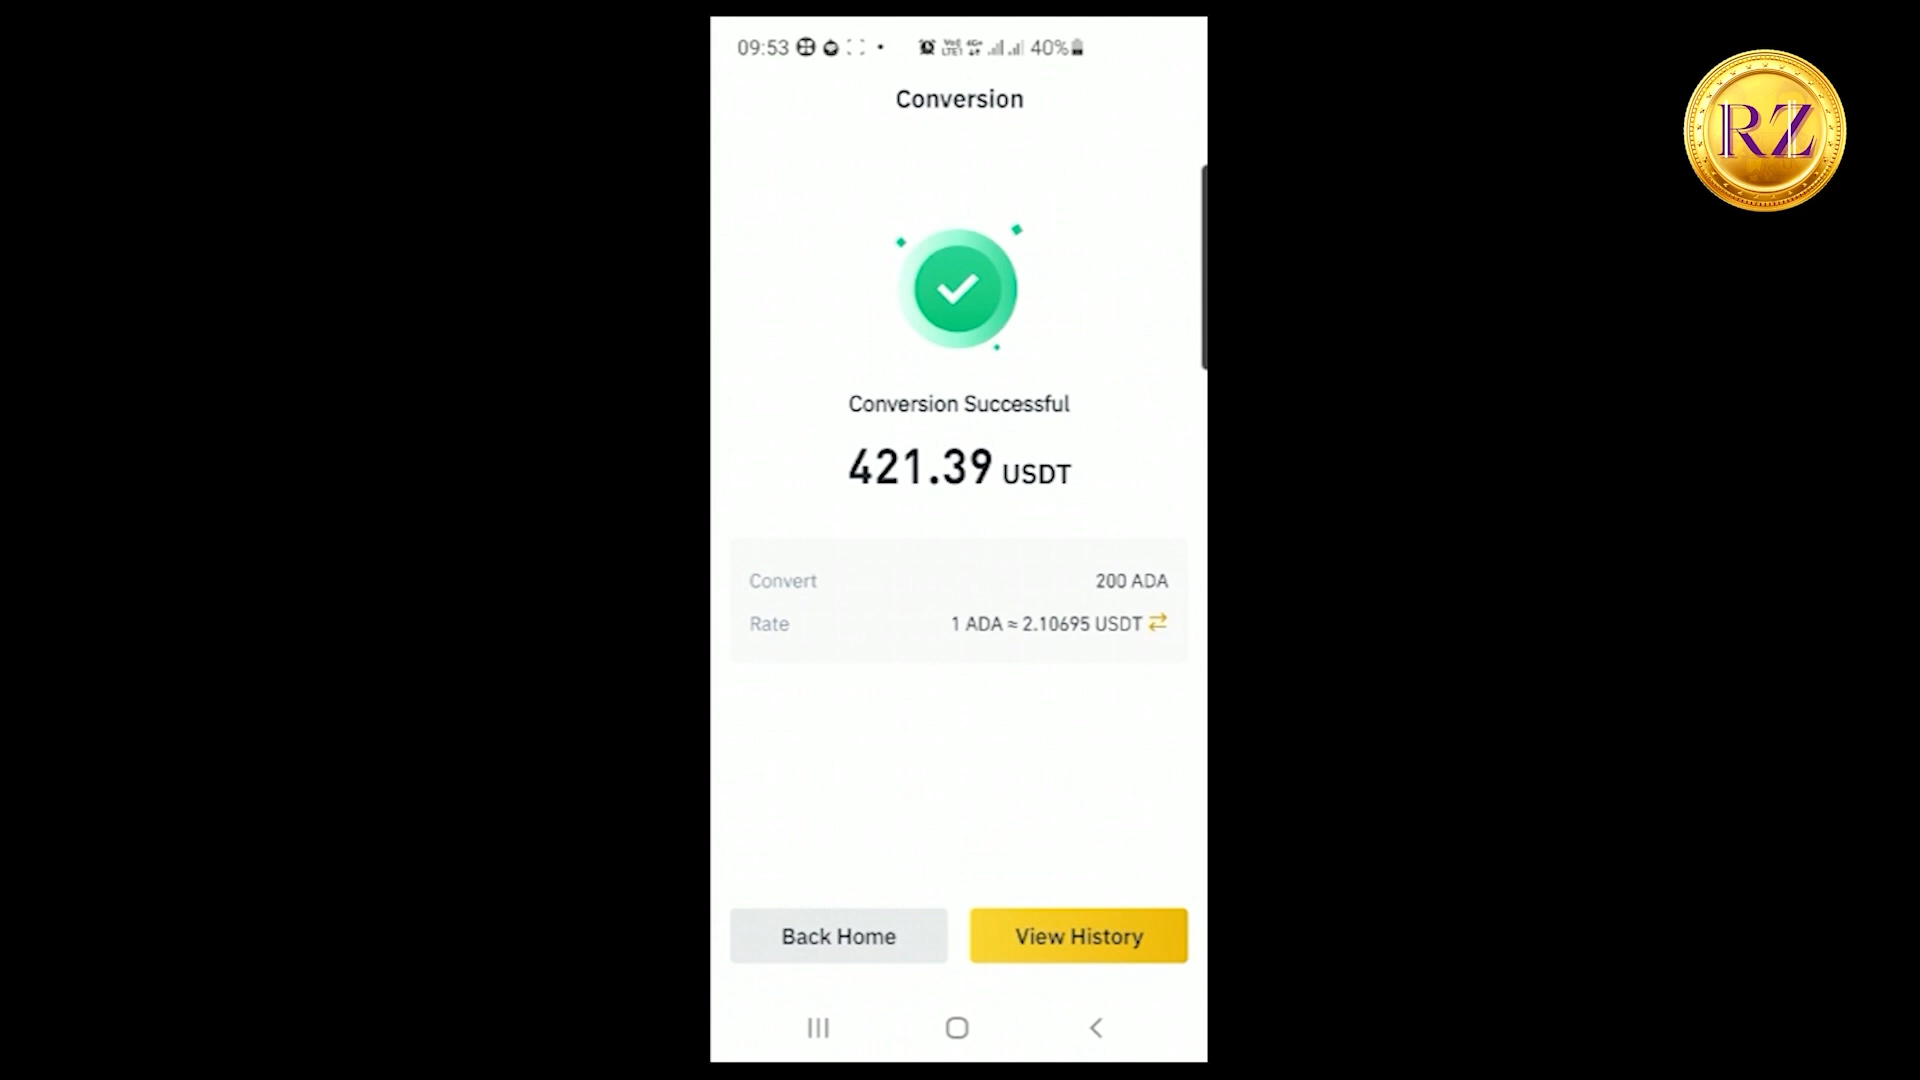 09:53 40%
RZ
Conversion
Conversion Successful
421.39 USDT
Convert 200 ADA
Rate 1 ADA ≈ 2.10695 USDT
Back Home View History